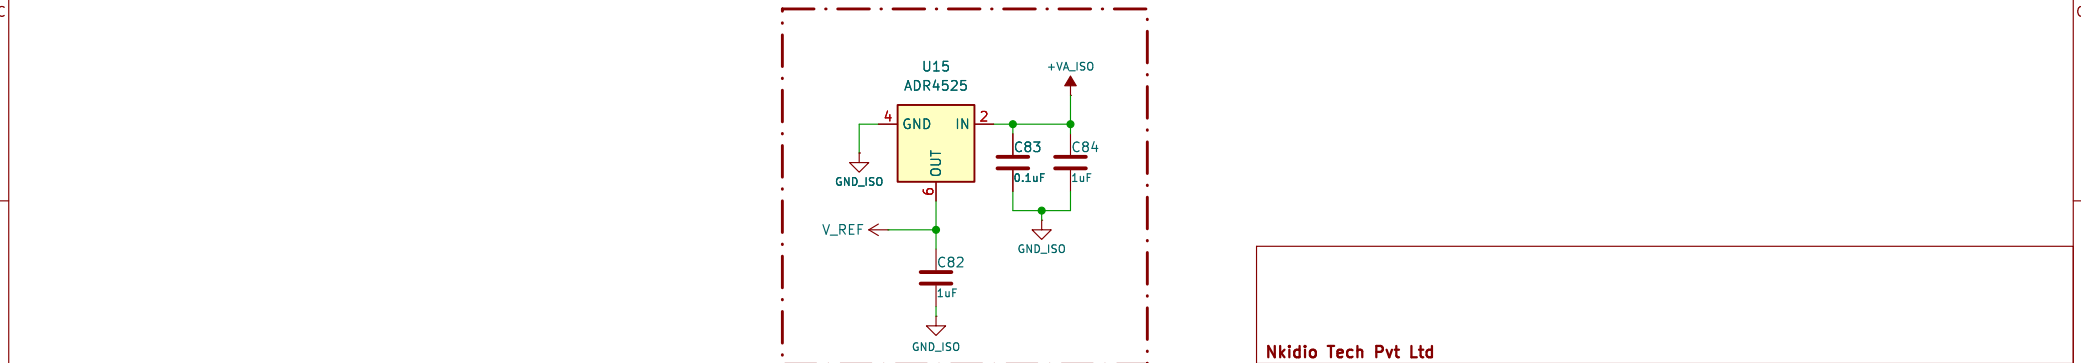 C
U15
ADR4525
+VA_ISO
4
GND
IN
2
OUT
6
C83
0.1uF
C84
1uF
GND_ISO
V_REF
GND_ISO
C82
1uF
GND_ISO
Nkidio Tech Pvt Ltd